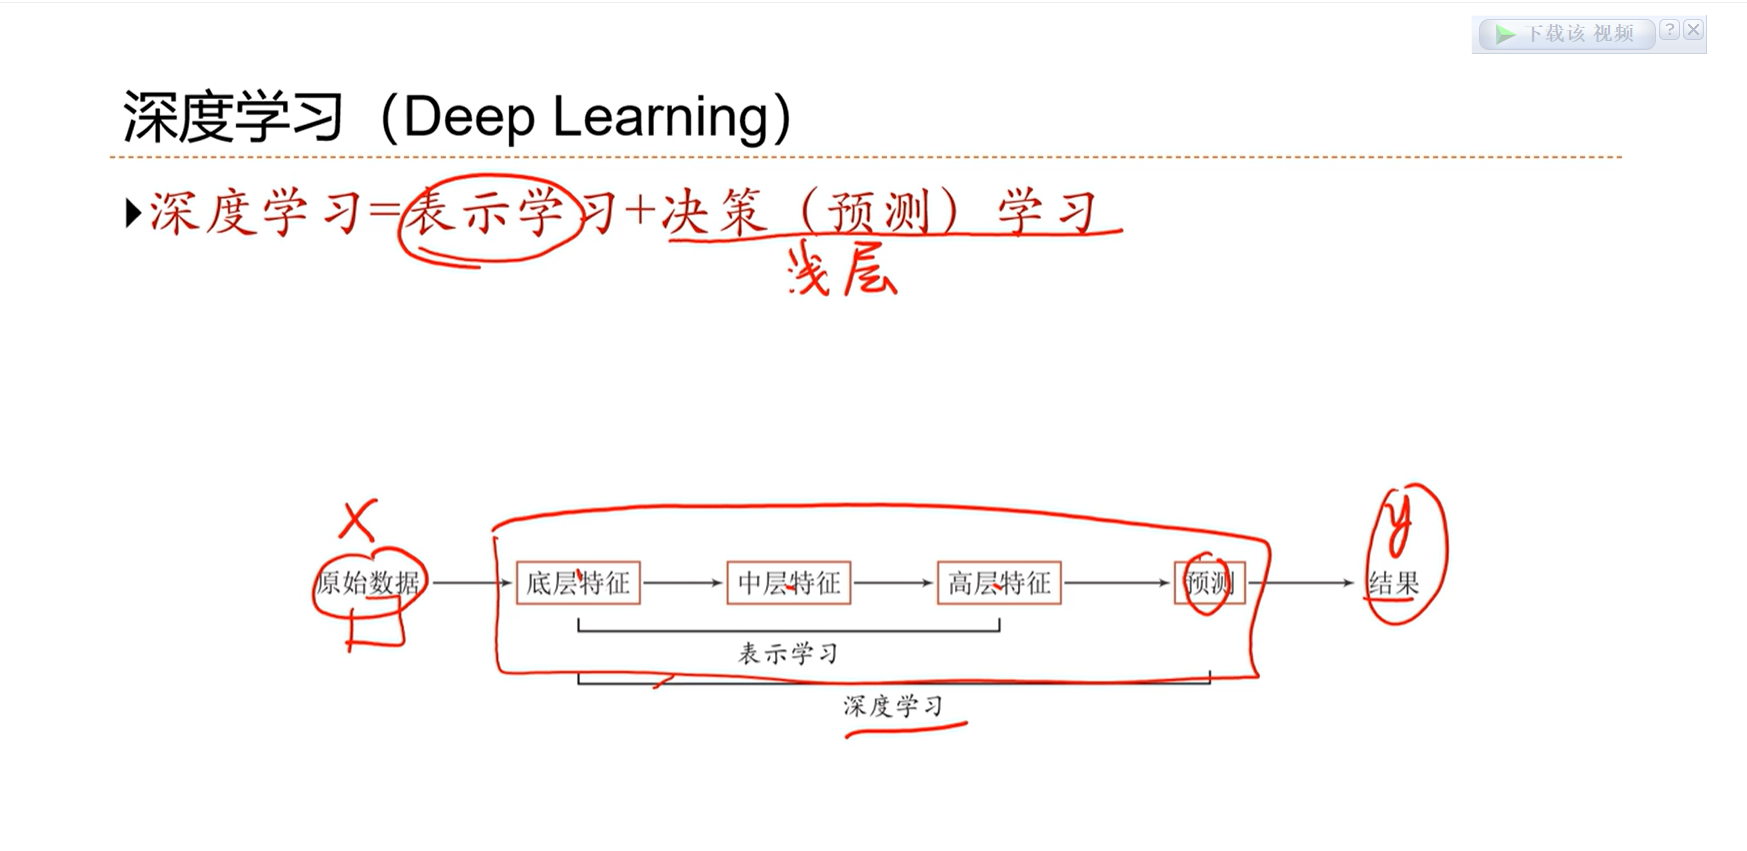 下载该 视频
深度学习（Deep Learning）
深度学习=表示学习+决策（预测）学习
浅层
X
y
原始数据 底层特征 中层特征 高层特征 预测 结果
表示学习
深度学习